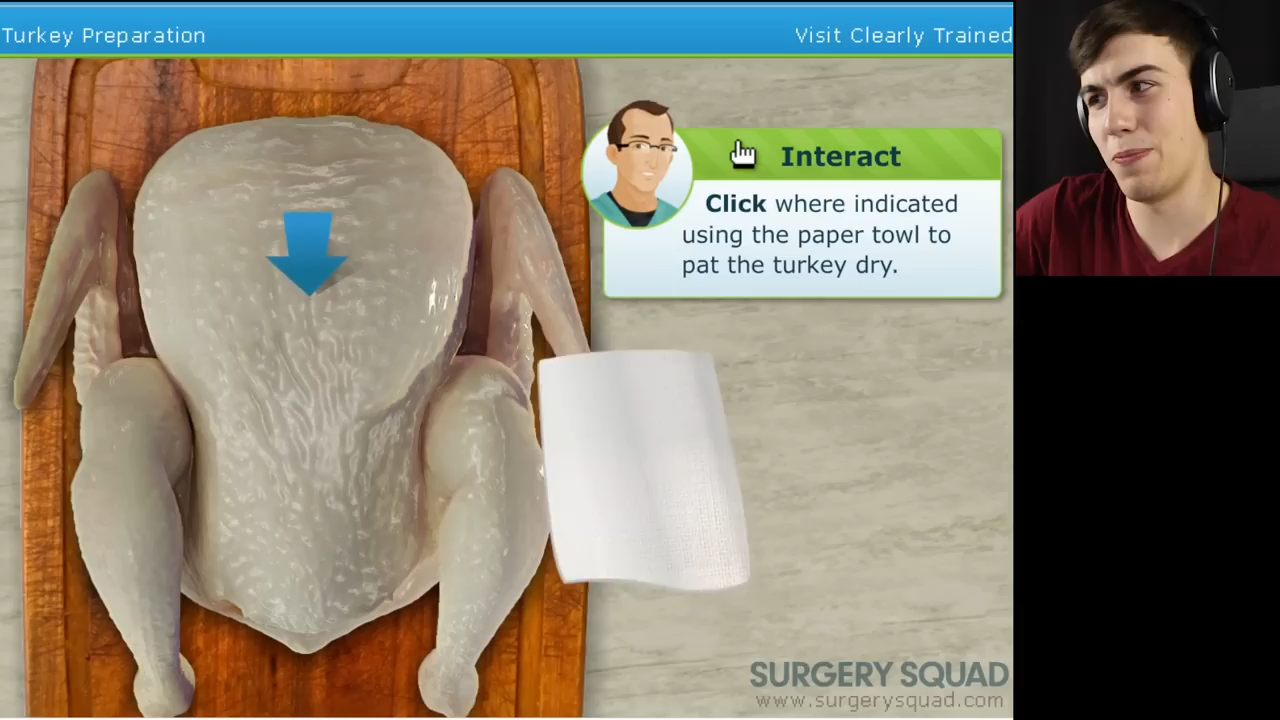 Turkey Preparation
Visit Clearly Trained
Interact
Click where indicated
using the paper towl to
pat the turkey dry.
SURGERY SQUAD
www.surgerysquad.com